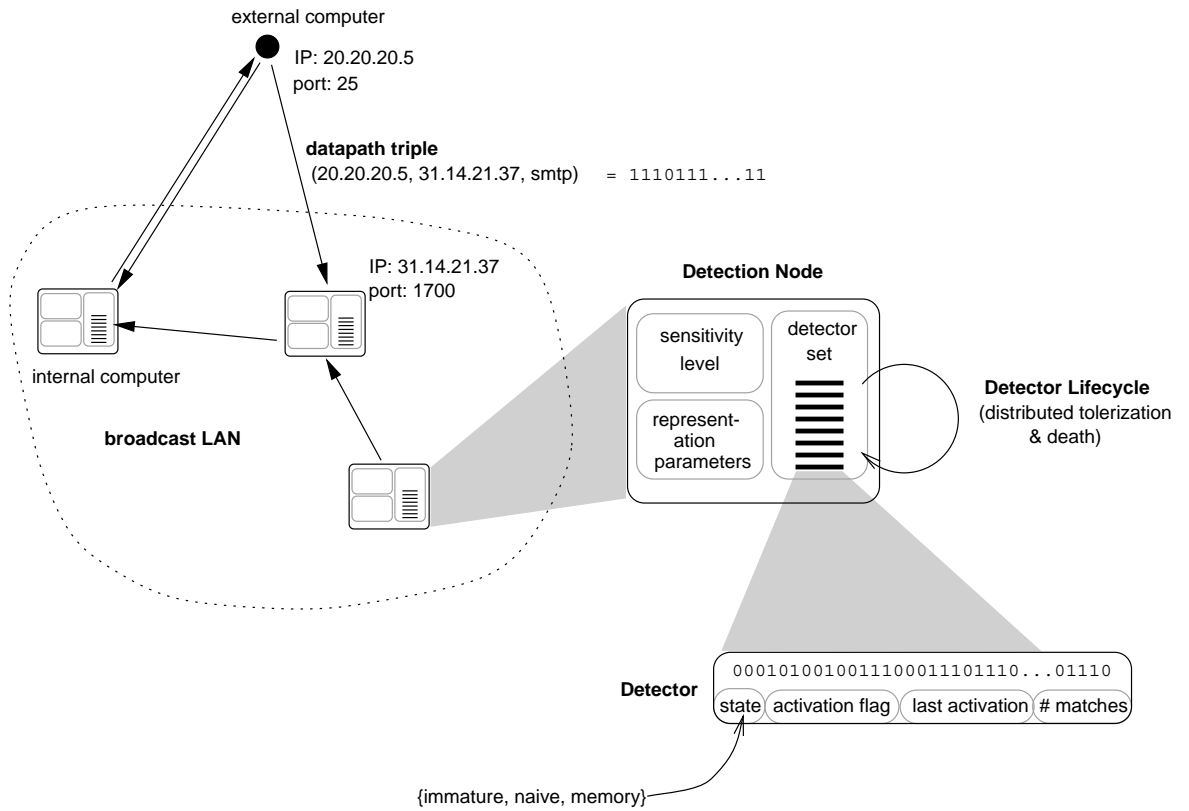 external computer
IP: 20.20.20.5
port: 25
datapath triple
(20.20.20.5, 31.14.21.37, smtp) = 1110111...11
IP: 31.14.21.37
port: 1700
internal computer
broadcast LAN
Detection Node
sensitivity
level
detector
set
represent-
ation
parameters
Detector Lifecycle
(distributed tolerization
& death)
Detector
0001010010011100011101110...01110
state
activation flag
last activation
# matches
{immature, naive, memory}